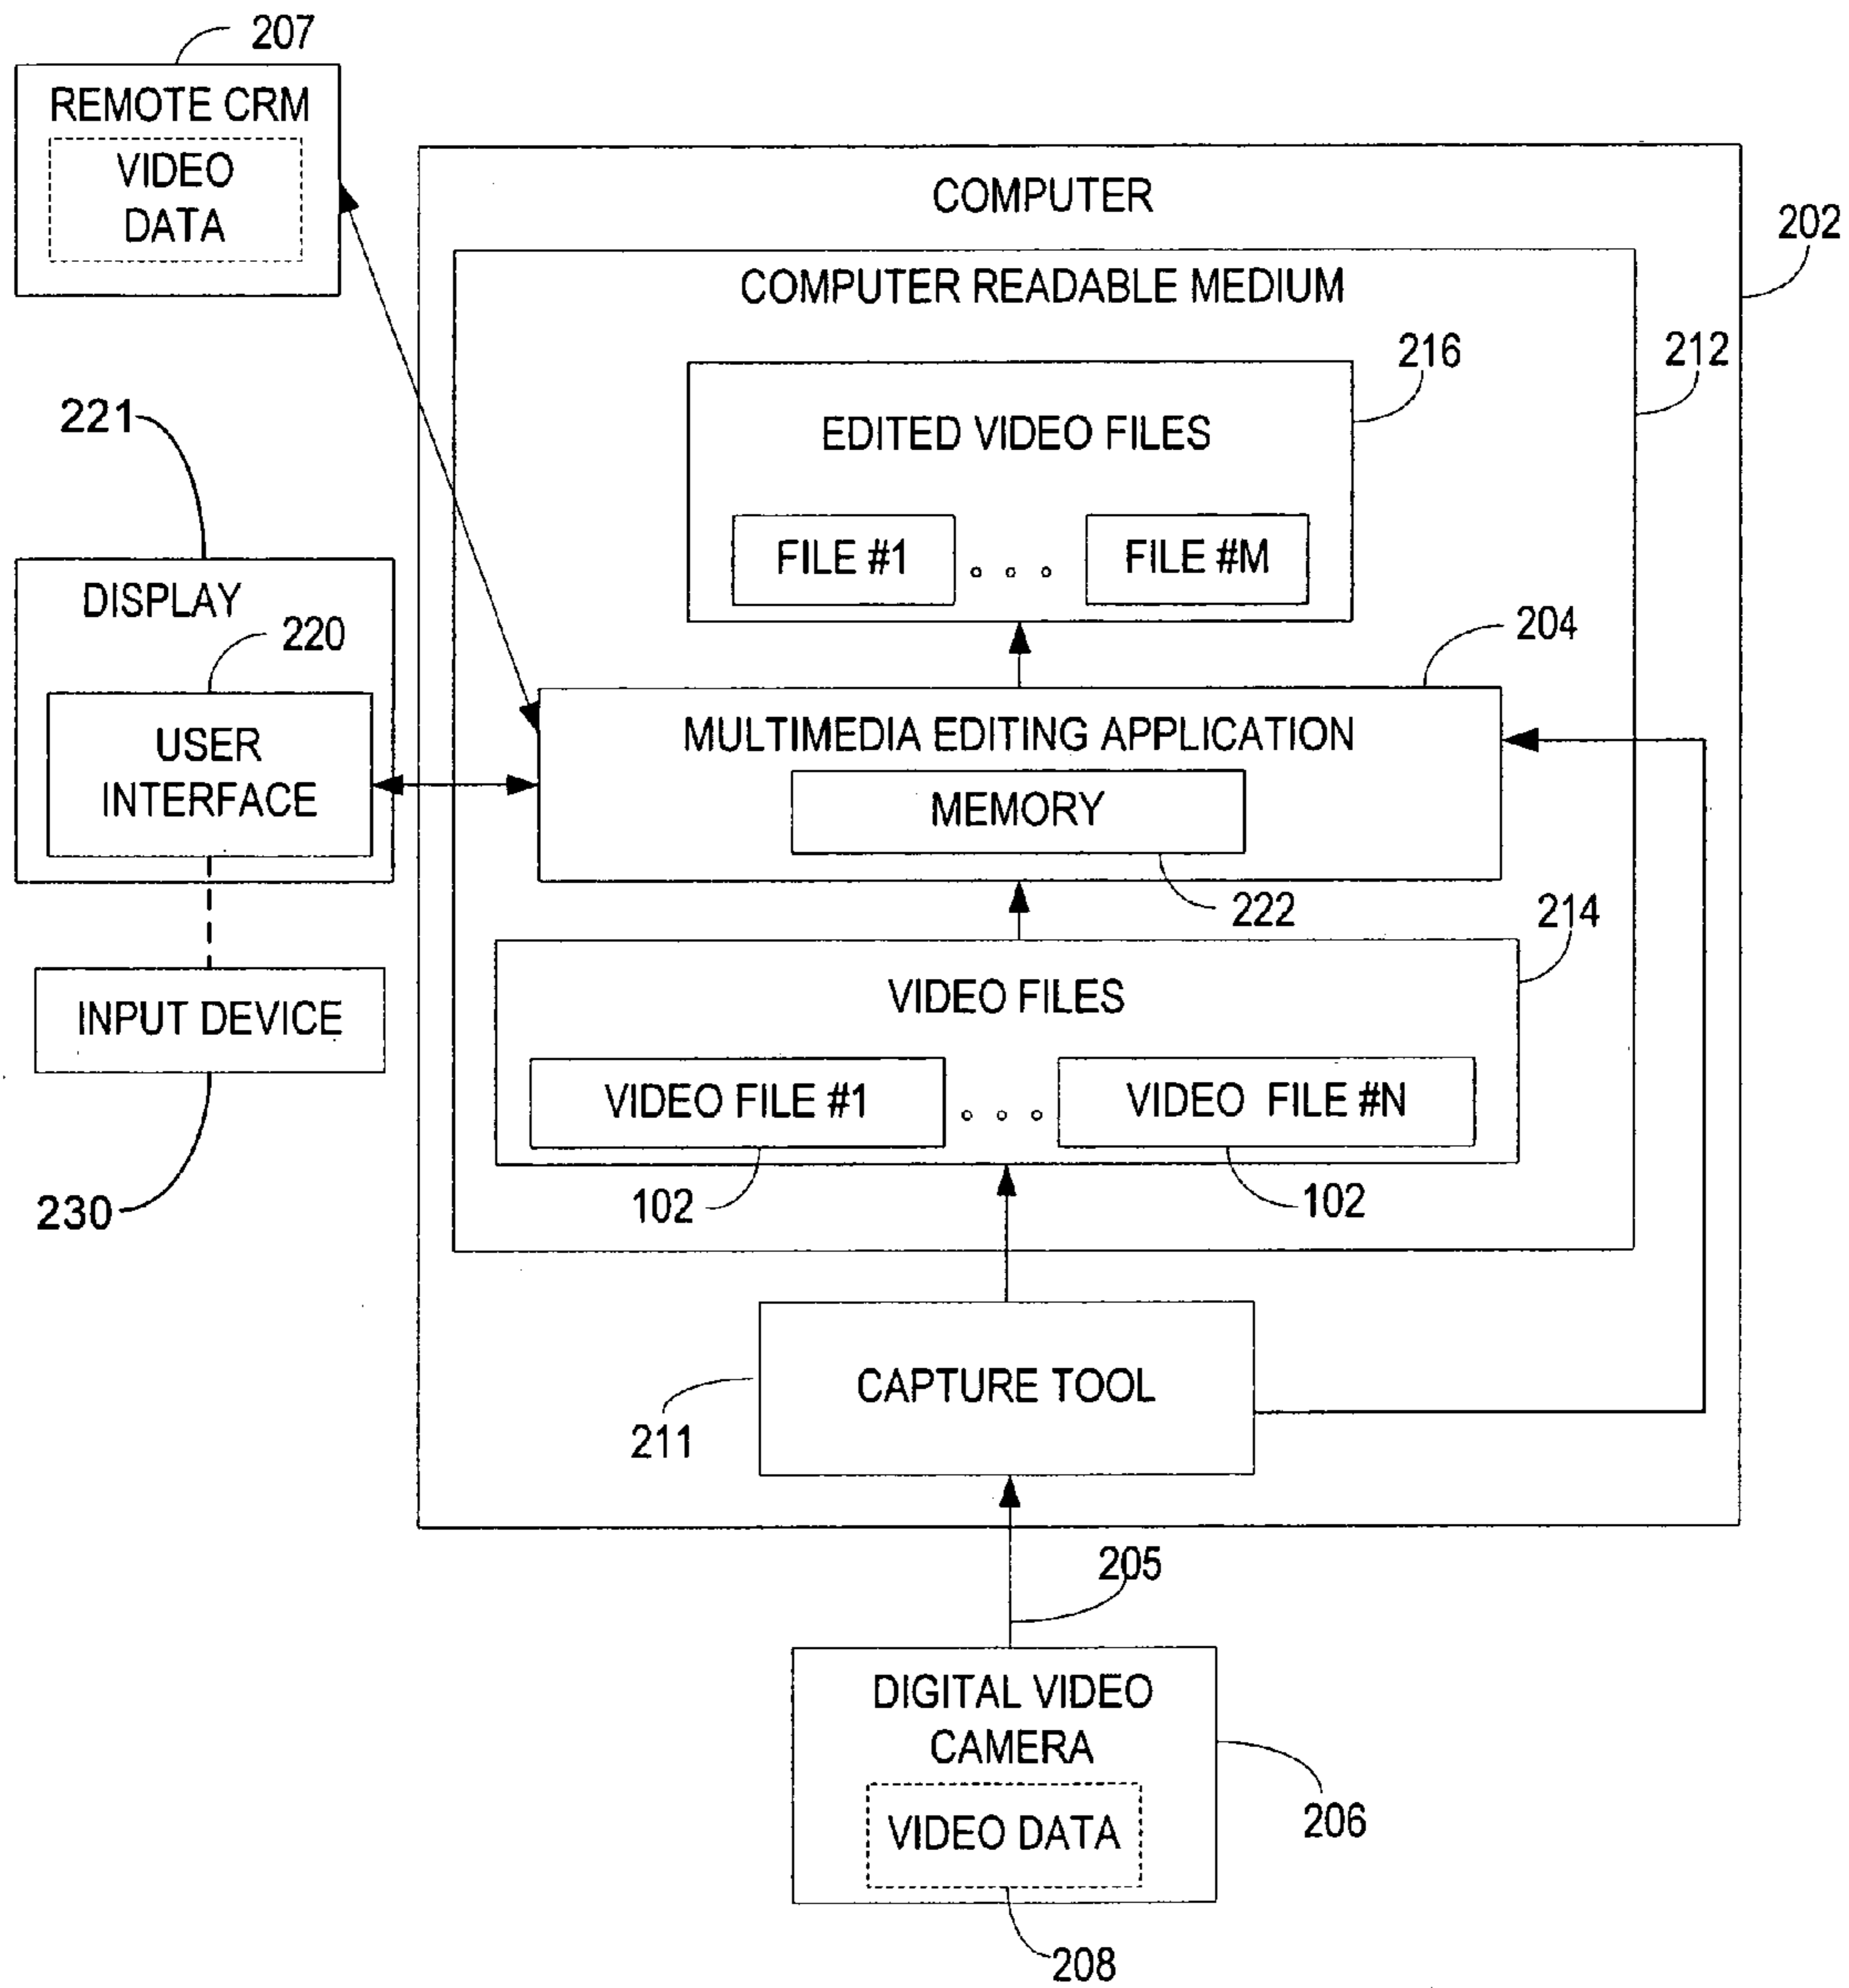 207
REMOTE CRM
VIDEO
DATA
COMPUTER
202
COMPUTER READABLE MEDIUM
216
212
EDITED VIDEO FILES
221
FILE #1
FILE #M
DISPLAY
220
204
USER
INTERFACE
MULTIMEDIA EDITING APPLICATION
MEMORY
222
214
INPUT DEVICE
VIDEO FILES
VIDEO FILE #1
VIDEO FILE #N
230
102
102
CAPTURE TOOL
211
205
DIGITAL VIDEO
CAMERA
206
VIDEO DATA
208